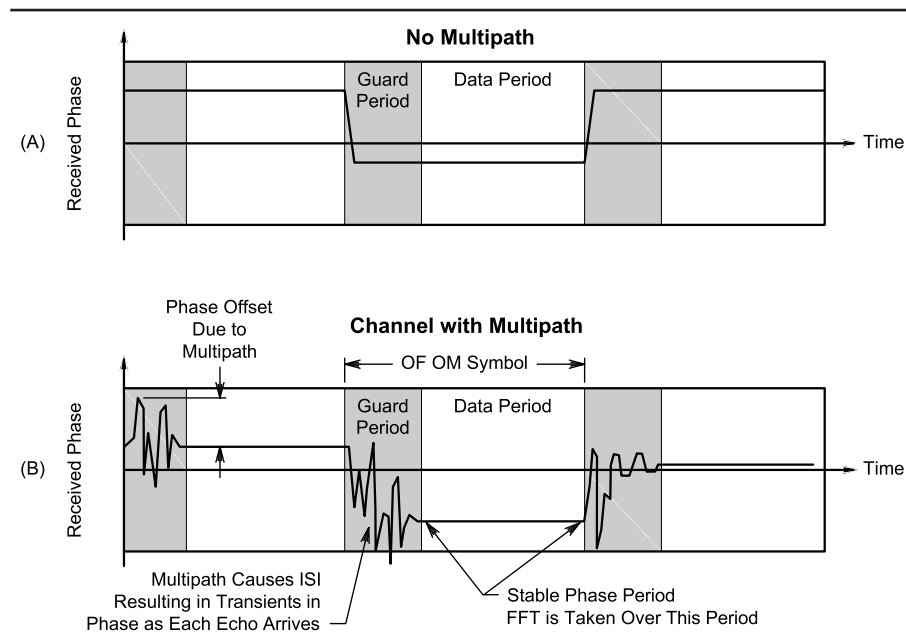 No Multipath
Guard
Period
Data Period
(A)
Received Phase
Time
Phase Offset
Due to
Multipath
Channel with Multipath
OF OM Symbol
Guard
Period
Data Period
(B)
Received Phase
Time
Multipath Causes ISI
Resulting in Transients in
Phase as Each Echo Arrives
Stable Phase Period
FFT is Taken Over This Period